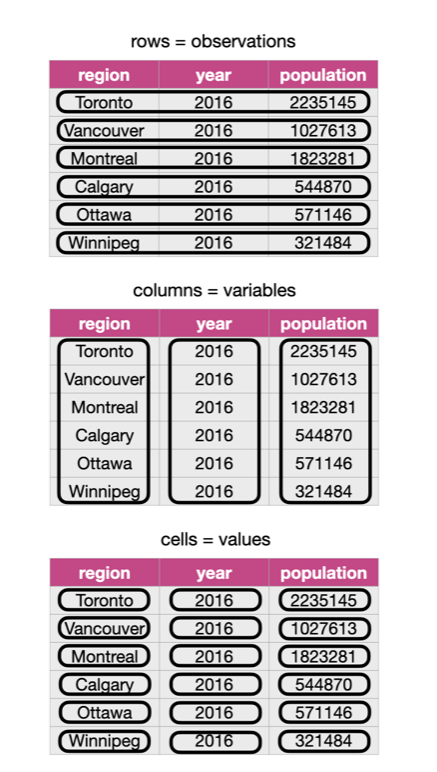 rows = observations
region year population
Toronto 2016 2235145
Vancouver 2016 1027613
Montreal 2016 1823281
Calgary 2016 544870
Ottawa 2016 571146
Winnipeg 2016 321484
columns = variables
region year population
Toronto 2016 2235145
Vancouver 2016 1027613
Montreal 2016 1823281
Calgary 2016 544870
Ottawa 2016 571146
Winnipeg 2016 321484
cells = values
region year population
Toronto 2016 2235145
Vancouver 2016 1027613
Montreal 2016 1823281
Calgary 2016 544870
Ottawa 2016 571146
Winnipeg 2016 321484